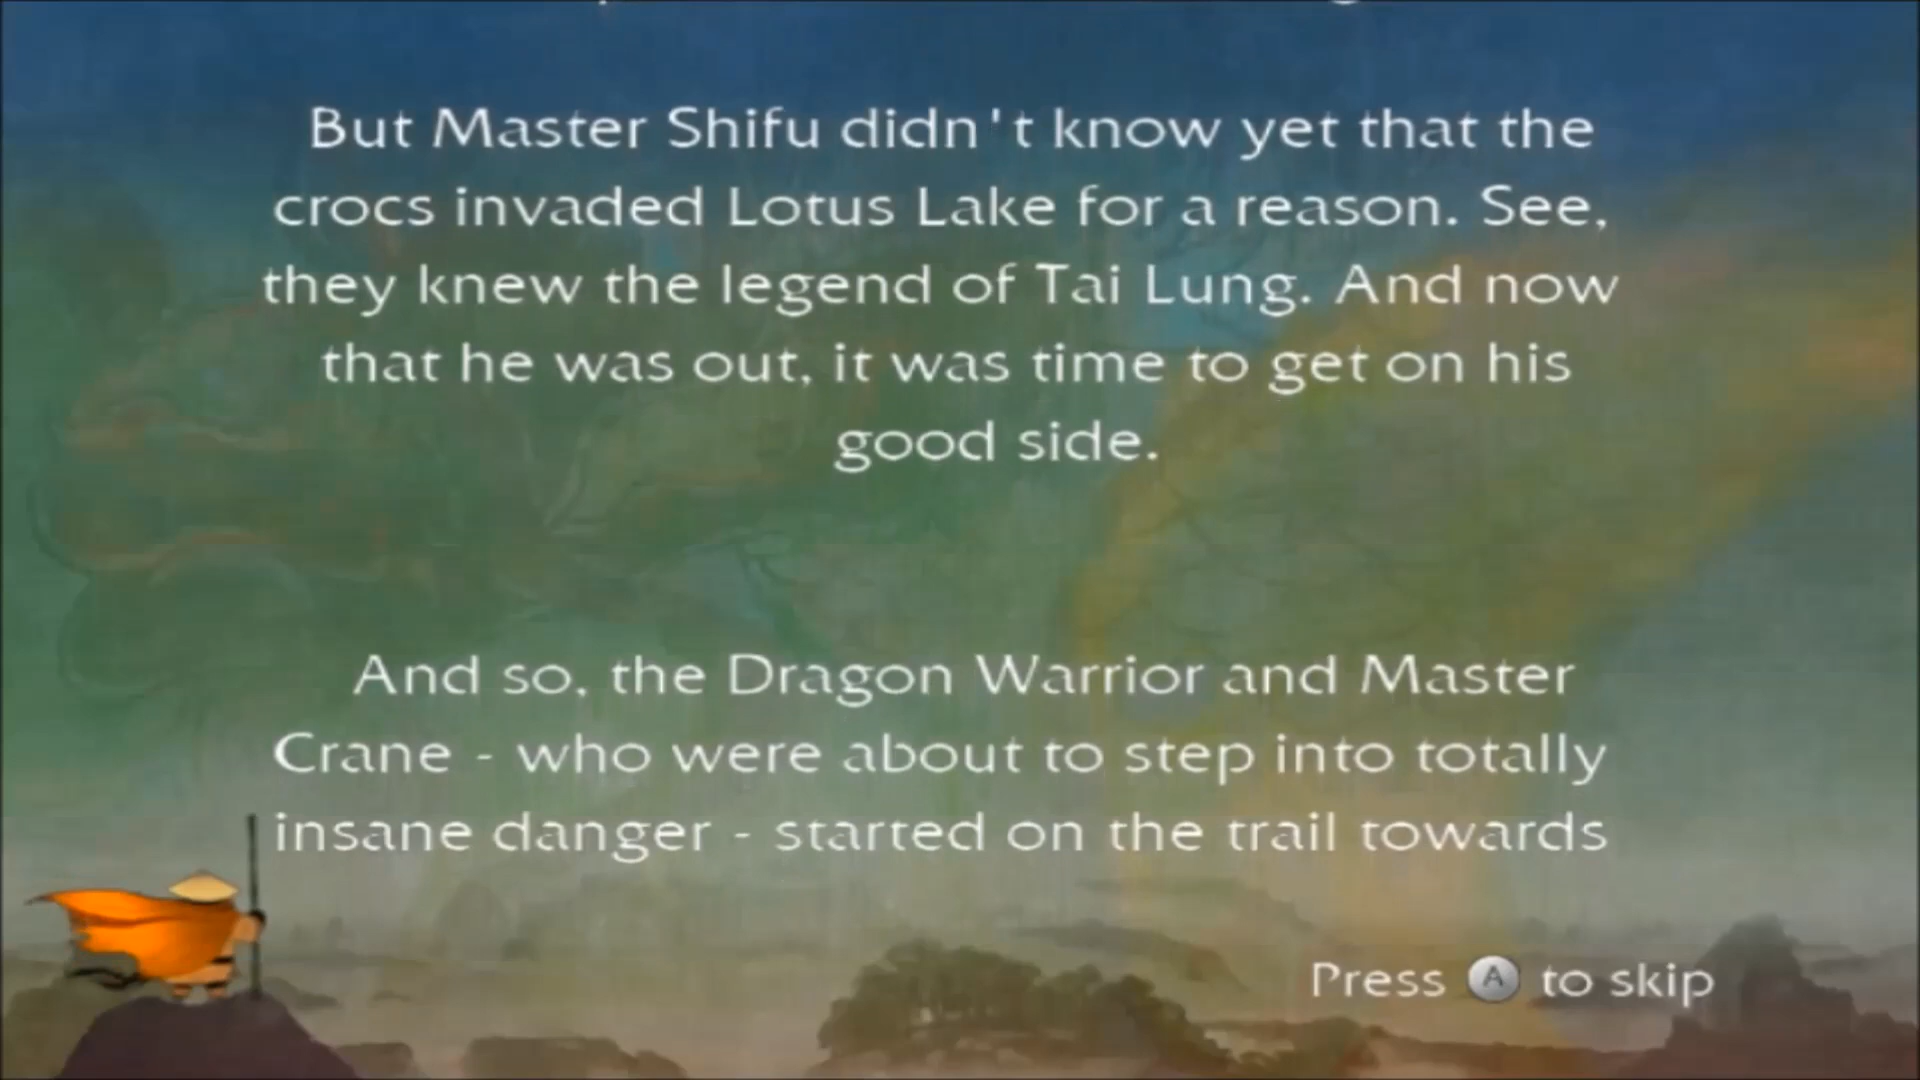 But Master Shifu didn't know yet that the
crocs invaded Lotus Lake for a reason. See,
they knew the legend of Tai Lung. And now
that he was out, it was time to get on his
good side.
And so, the Dragon Warrior and Master
Crane - who were about to step into totally
insane danger - started on the trail towards
Press A to skip